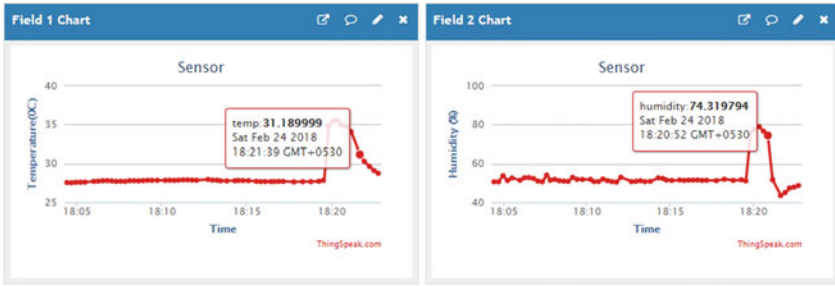 Field 1 Chart
Sensor
Temperature(0C)
40
35
30
25
temp:31.189999
Sat Feb 24 2018
18:21:39 GMT+0530
18:05
18:10
18:15
18:20
Time
ThingSpeak.com
Field 2 Chart
Sensor
Humidity (%)
100
80
60
40
humidity:74.319794
Sat Feb 24 2018
18:20:52 GMT+0530
18:05
18:10
18:15
18:20
Time
ThingSpeak.com